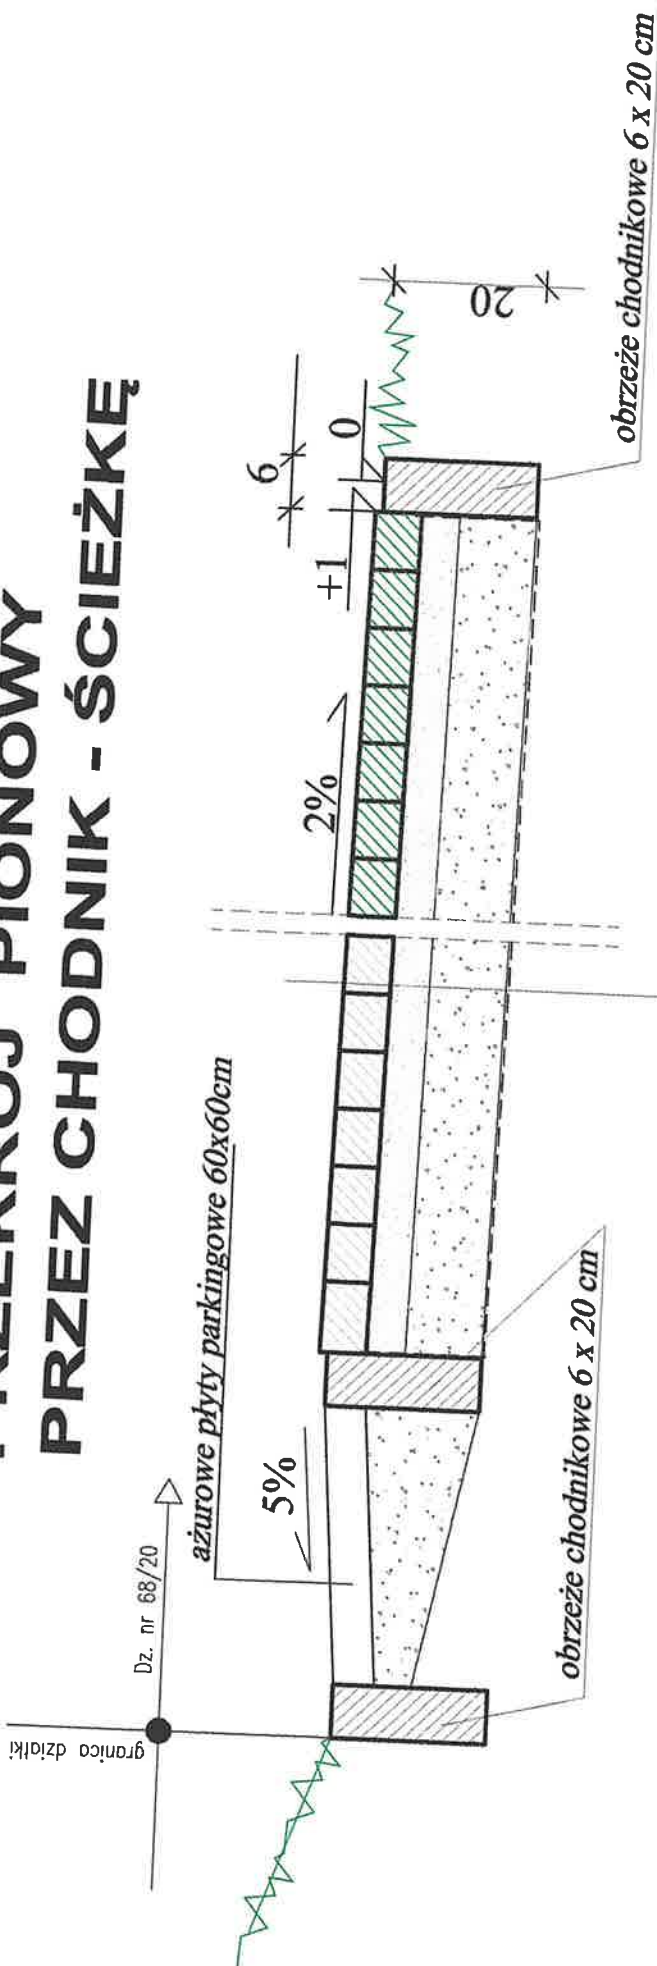 PRZEKRÓJ PIONOWY
PRZEZ CHODNIK - ŚCIEŻKĘ
granica działki
Dz. nr 68/20
ażurowe płyty parkingowe 60x60cm
5%
2%
+1
6
0
20
obrzeże chodnikowe 6 x 20 cm
obrzeże chodnikowe 6 x 20 cm